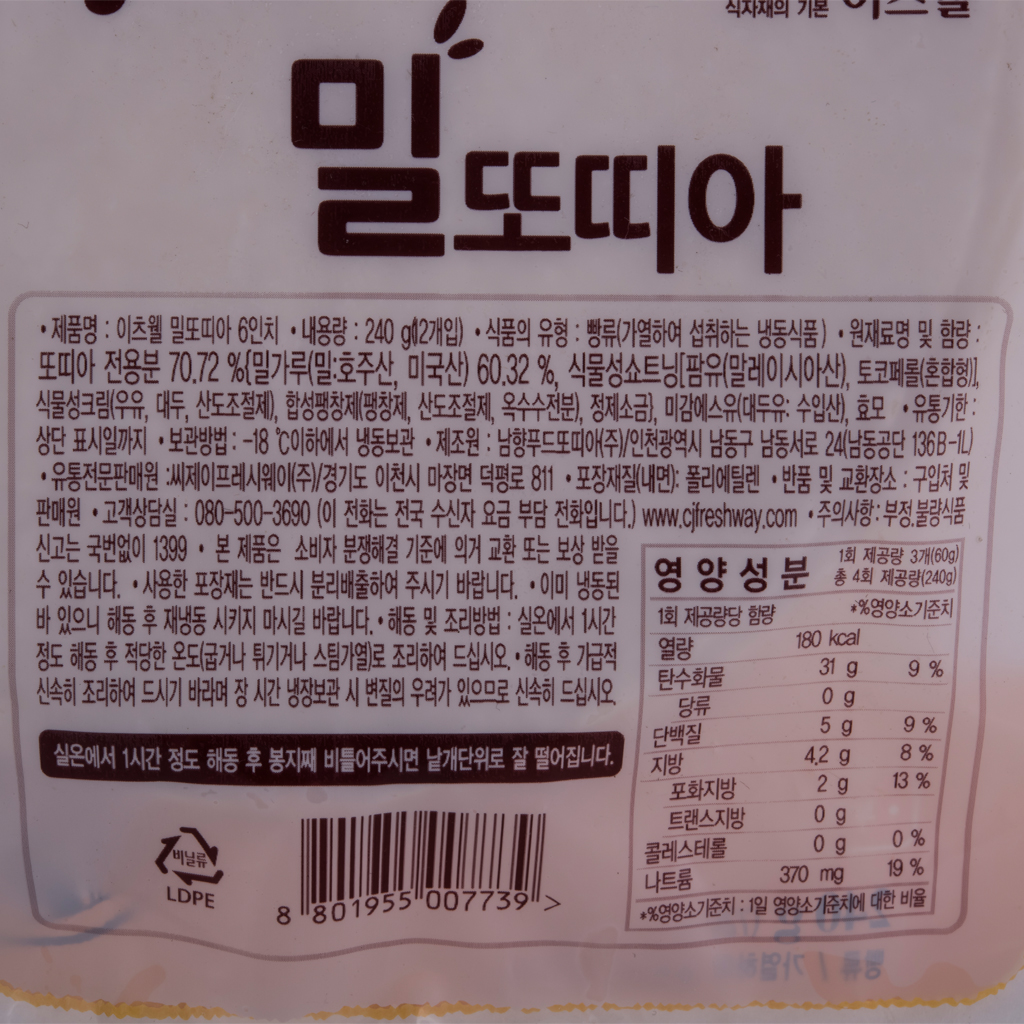 식자재의 기본 이츠웰
밀또띠아
• 제품명 : 이츠웰 밀또띠아 6인치 • 내용량 : 240 g(12개입) • 식품의 유형 : 빵류(가열하여 섭취하는 냉동식품) • 원재료명 및 함량 :
또띠아 전용분 70.72 %{밀가루(밀:호주산, 미국산) 60.32 %, 식물성쇼트닝[팜유(말레이시아산), 토코페롤(혼합형)],
식물성크림(우유, 대두, 산도조절제), 합성팽창제(팽창제, 산도조절제, 옥수수전분), 정제소금}, 미감에스유(대두유: 수입산), 효모 • 유통기한 :
상단 표시일까지 • 보관방법 : -18 ℃이하에서 냉동보관 • 제조원 : 남향푸드또띠아(주)/인천광역시 남동구 남동서로 24(남동공단 136B-1L)
• 유통전문판매원 :씨제이프레시웨이(주)/경기도 이천시 마장면 덕평로 811 • 포장재질(내면): 폴리에틸렌 • 반품 및 교환장소 : 구입처 및
판매원 • 고객상담실 : 080-500-3690 (이 전화는 전국 수신자 요금 부담 전화입니다.) www.cjfreshway.com • 주의사항 : 부정.불량식품
신고는 국번없이 1399 • 본 제품은 소비자 분쟁해결 기준에 의거 교환 또는 보상 받을
수 있습니다. • 사용한 포장재는 반드시 분리배출하여 주시기 바랍니다. • 이미 냉동된
바 있으니 해동 후 재냉동 시키지 마시길 바랍니다. • 해동 및 조리방법 : 실온에서 1시간
정도 해동 후 적당한 온도(굽거나 튀기거나 스팀가열)로 조리하여 드십시오. • 해동 후 가급적
신속히 조리하여 드시기 바라며 장 시간 냉장보관 시 변질의 우려가 있으므로 신속히 드십시오.
실온에서 1시간 정도 해동 후 봉지째 비틀어주시면 낱개단위로 잘 떨어집니다.
비닐류
LDPE
8 801955 007739 >
영양성분 1회 제공량 3개(60g)
총 4회 제공량(240g)
1회 제공량당 함량 *%영양소기준치
열량 180 kcal
탄수화물 31 g 9 %
당류 0 g
단백질 5 g 9 %
지방 4.2 g 8 %
포화지방 2 g 13 %
트랜스지방 0 g
콜레스테롤 0 g 0 %
나트륨 370 mg 19 %
*%영양소기준치 : 1일 영양소기준치에 대한 비율